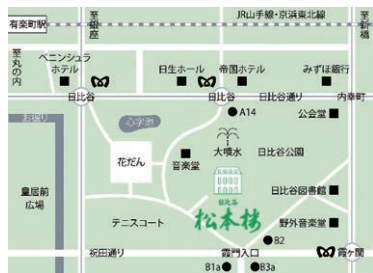 有楽町駅
至銀座
JR山手線・京浜東北線
至新橋
至丸の内
ペニンシュラ
ホテル
日生ホール
帝国ホテル
みずほ銀行
日比谷
日比谷
日比谷通り
内幸町
お堀り
A14
公会堂
心字池
花だん
音楽堂
大噴水
日比谷公園
皇居前
広場
日比谷図書館
テニスコート
日比谷
松本楼
野外音楽堂
B2
祝田通り
霞門入口
霞ヶ関
B1a
B3a